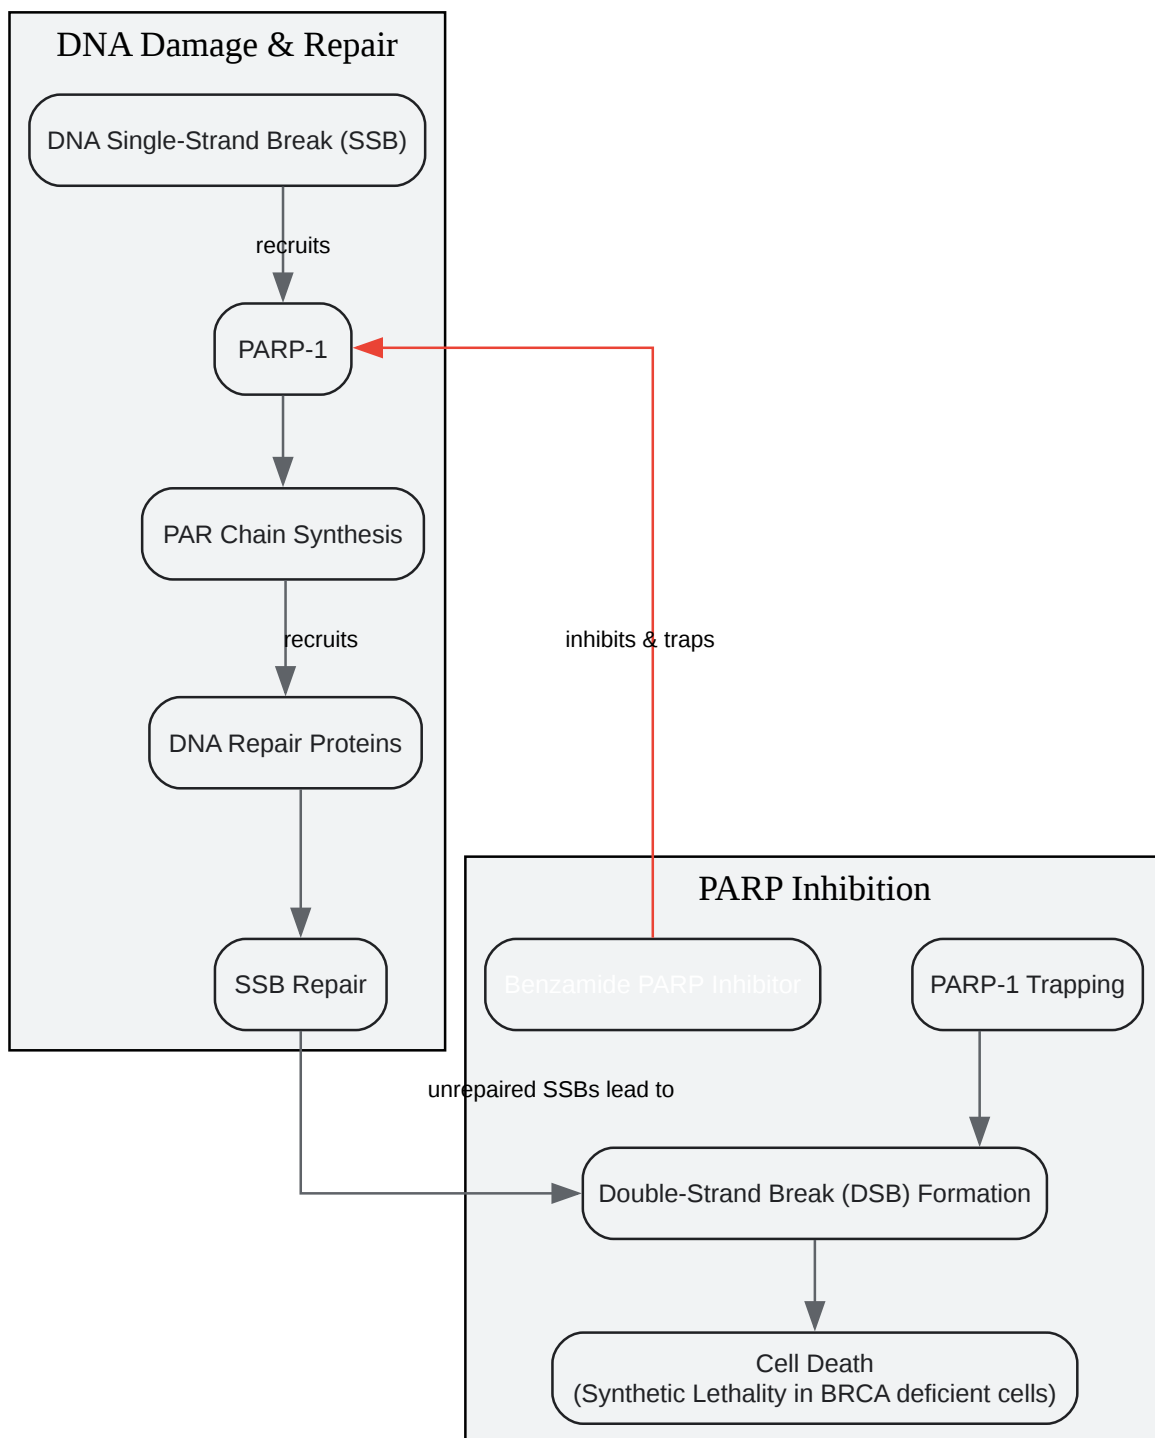 DNA Damage & Repair
DNA Single-Strand Break (SSB)
recruits
PARP-1
PAR Chain Synthesis
recruits
inhibits & traps
DNA Repair Proteins
PARP Inhibition
SSB Repair
Benzamide PARP Inhibitor
PARP-1 Trapping
unrepaired SSBs lead to
Double-Strand Break (DSB) Formation
Cell Death
(Synthetic Lethality in BRCA deficient cells)